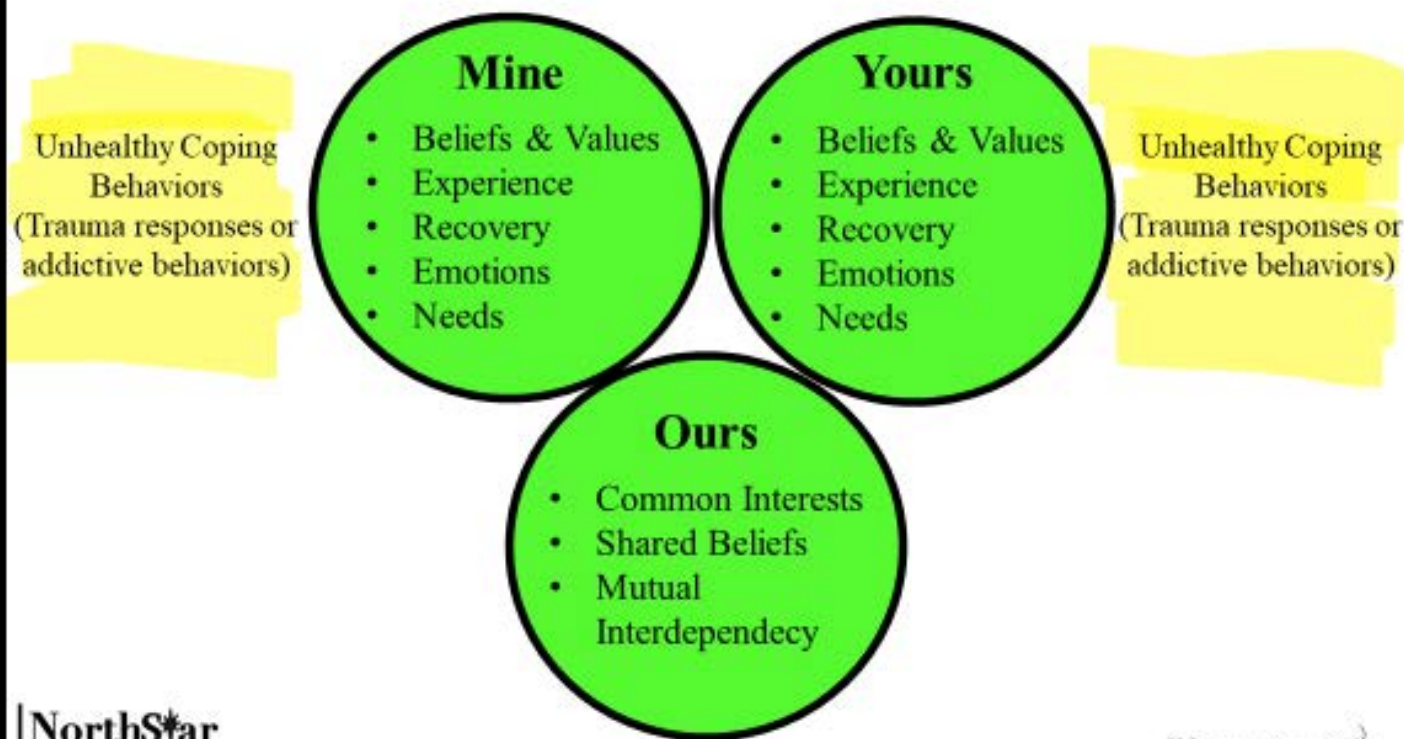 Mine
• Beliefs & Values
• Experience
• Recovery
• Emotions
• Needs
Yours
• Beliefs & Values
• Experience
• Recovery
• Emotions
• Needs
Unhealthy Coping
Behaviors
(Trauma responses or
addictive behaviors)
Unhealthy Coping
Behaviors
(Trauma responses or
addictive behaviors)
Ours
• Common Interests
• Shared Beliefs
• Mutual
Interdependecy
NorthStar